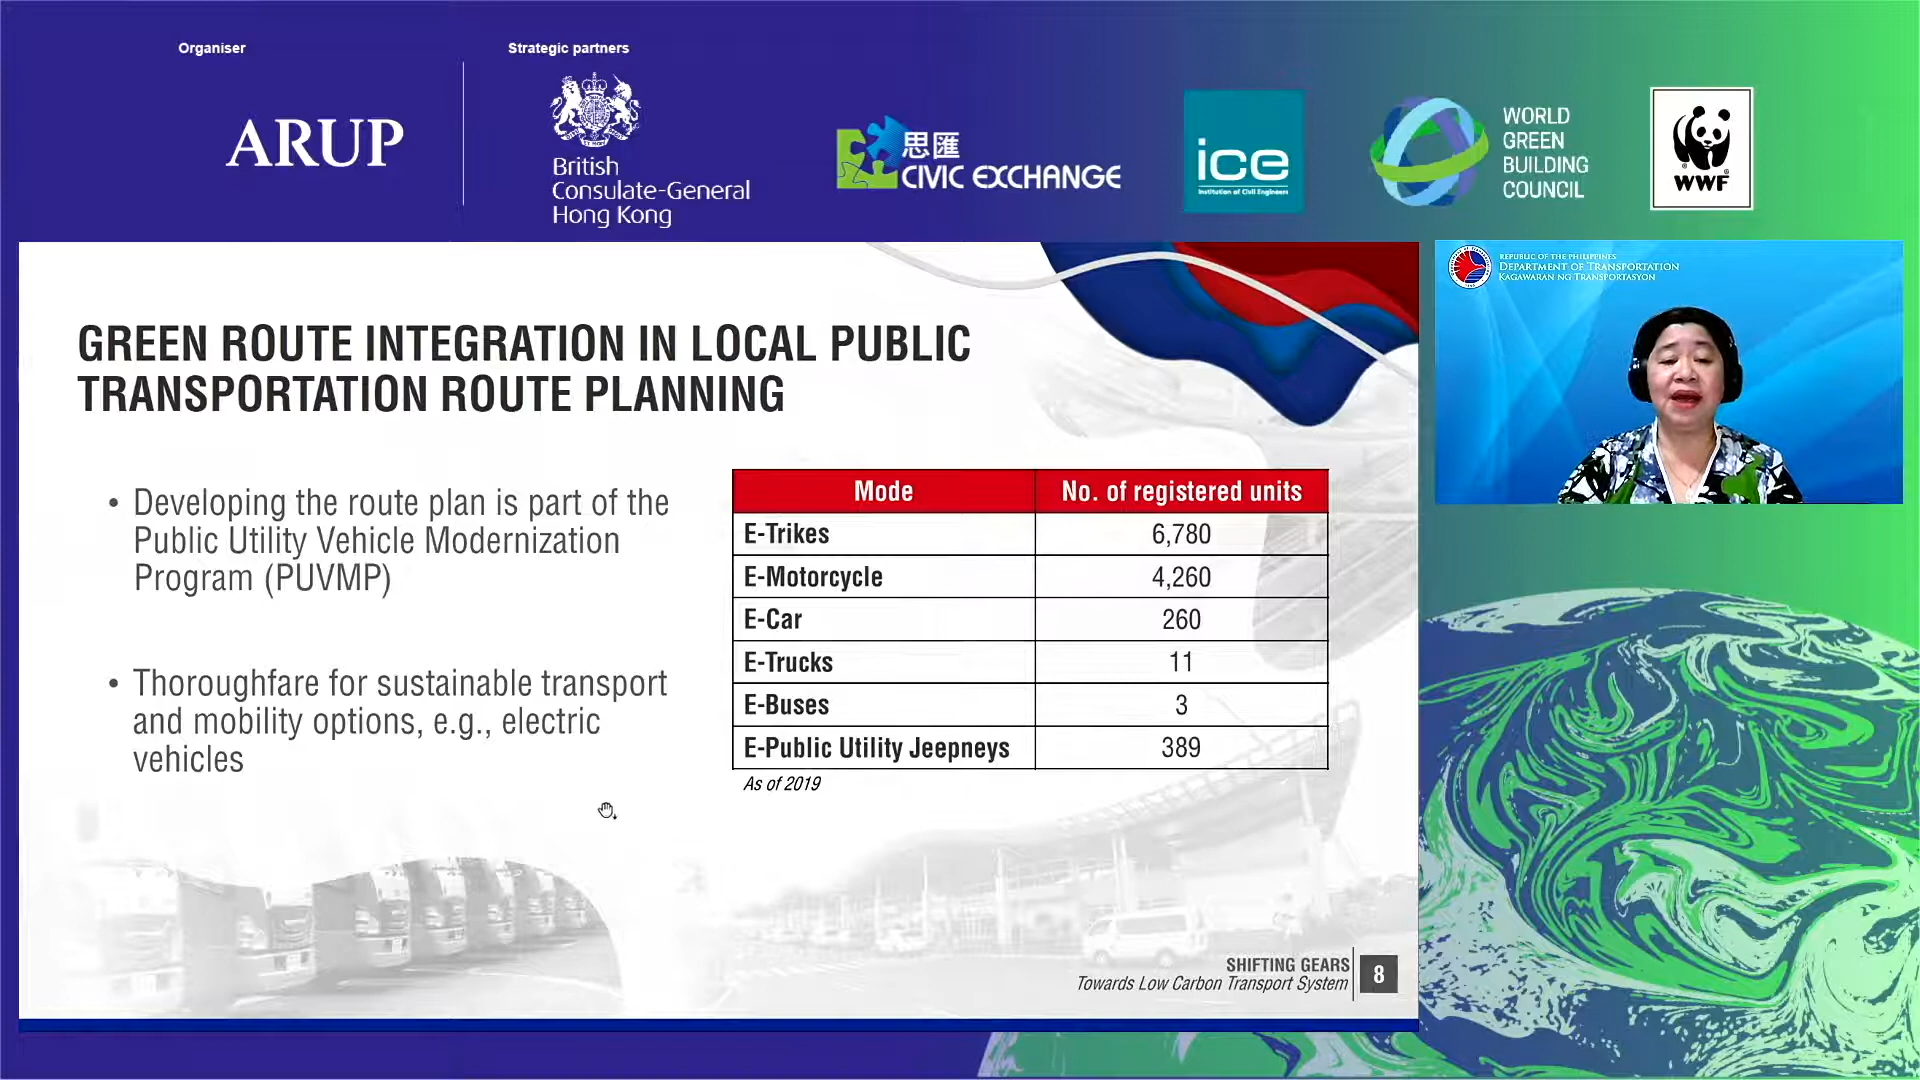 Organiser
Strategic partners
ARUP
British
Consulate-General
Hong Kong
思匯
CIVIC EXCHANGE
ice
Institution of Civil Engineers
WORLD
GREEN
BUILDING
COUNCIL
WWF
REPUBLIC OF THE PHILIPPINES
DEPARTMENT OF TRANSPORTATION
KAGAWARAN NG TRANSPORTASYON
GREEN ROUTE INTEGRATION IN LOCAL PUBLIC
TRANSPORTATION ROUTE PLANNING
• Developing the route plan is part of the
Public Utility Vehicle Modernization
Program (PUVMP)
• Thoroughfare for sustainable transport
and mobility options, e.g., electric
vehicles
Mode No. of registered units
E-Trikes 6,780
E-Motorcycle 4,260
E-Car 260
E-Trucks 11
E-Buses 3
E-Public Utility Jeepneys 389
As of 2019
SHIFTING GEARS
Towards Low Carbon Transport System
8